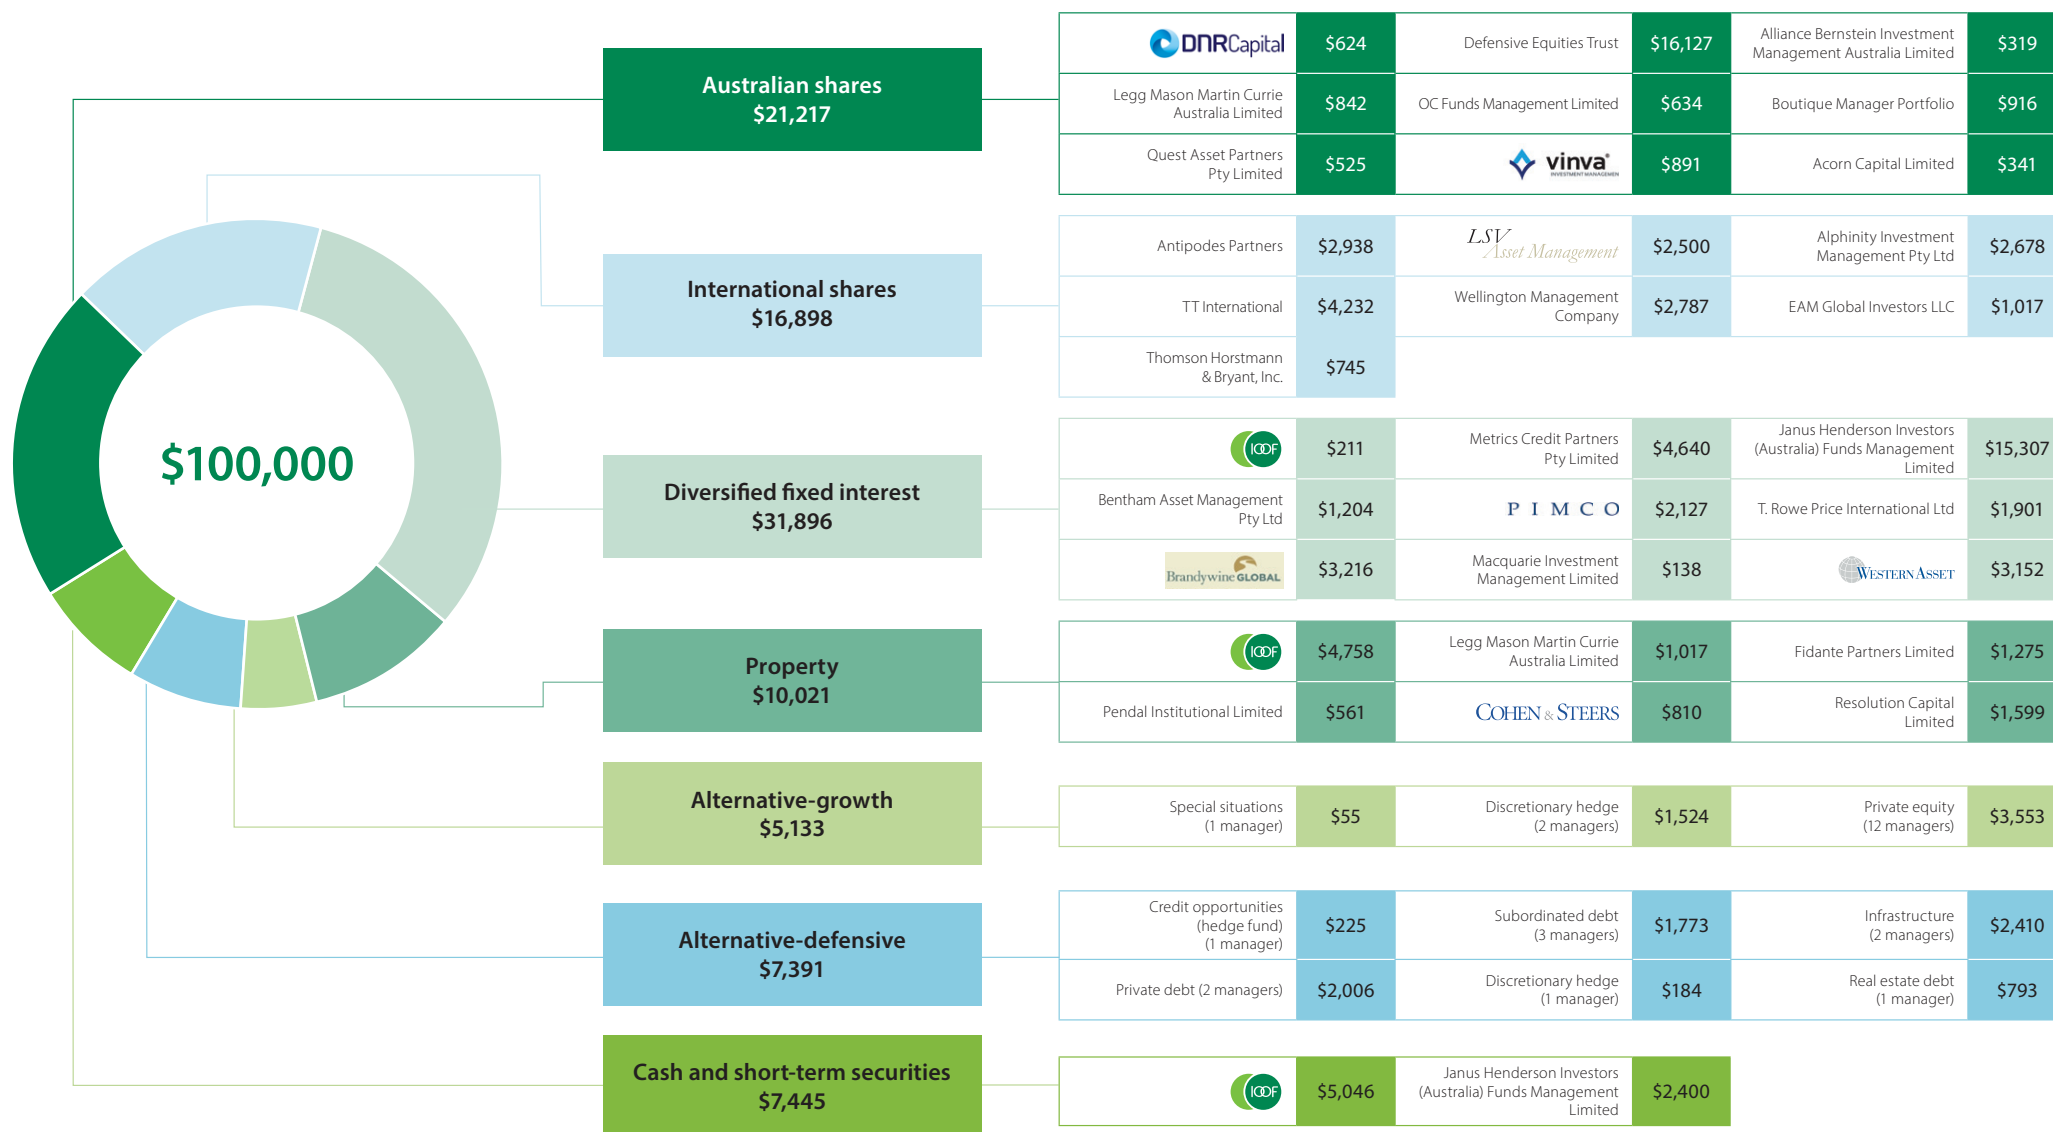 $100,000
Australian shares
$21,217
DNRCapital
$624
Defensive Equities Trust
$16,127
Alliance Bernstein Investment
Management Australia Limited
$319
Legg Mason Martin Currie
Australia Limited
$842
OC Funds Management Limited
$634
Boutique Manager Portfolio
$916
Quest Asset Partners
Pty Limited
$525
vinva
INVESTMENT MANAGEMEN
$891
Acorn Capital Limited
$341
International shares
$16,898
Antipodes Partners
$2,938
LSV
Asset Management
$2,500
Alphinity Investment
Management Pty Ltd
$2,678
TT International
$4,232
Wellington Management
Company
$2,787
EAM Global Investors LLC
$1,017
Thomson Horstmann
& Bryant, Inc.
$745
Diversified fixed interest
$31,896
IOOF
$211
Metrics Credit Partners
Pty Limited
$4,640
Janus Henderson Investors
(Australia) Funds Management
Limited
$15,307
Bentham Asset Management
Pty Ltd
$1,204
PIMCO
$2,127
T. Rowe Price International Ltd
$1,901
Brandywine GLOBAL
$3,216
Macquarie Investment
Management Limited
$138
WESTERN ASSET
$3,152
Property
$10,021
IOOF
$4,758
Legg Mason Martin Currie
Australia Limited
$1,017
Fidante Partners Limited
$1,275
Pendal Institutional Limited
$561
COHEN & STEERS
$810
Resolution Capital
Limited
$1,599
Alternative-growth
$5,133
Special situations
(1 manager)
$55
Discretionary hedge
(2 managers)
$1,524
Private equity
(12 managers)
$3,553
Alternative-defensive
$7,391
Credit opportunities
(hedge fund)
(1 manager)
$225
Subordinated debt
(3 managers)
$1,773
Infrastructure
(2 managers)
$2,410
Private debt (2 managers)
$2,006
Discretionary hedge
(1 manager)
$184
Real estate debt
(1 manager)
$793
Cash and short-term securities
$7,445
IOOF
$5,046
Janus Henderson Investors
(Australia) Funds Management
Limited
$2,400